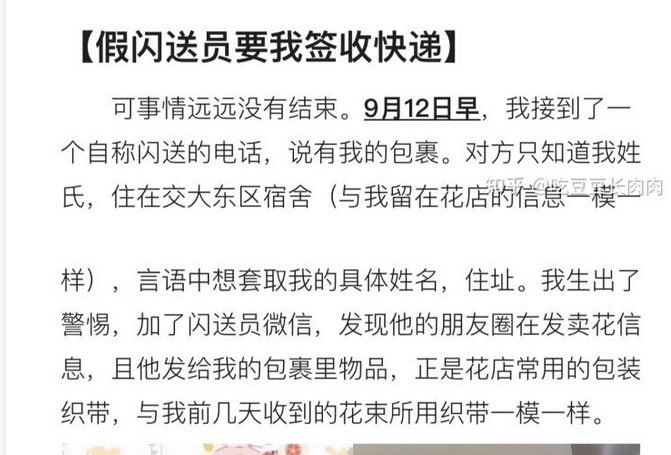 【假闪送员要我签收快递】
可事情远远没有结束。9月12日早，我接到了一
个自称闪送的电话，说有我的包裹。对方只知道我姓
氏，住在交大东区宿舍（与我留在花店的信息一模一
知乎 @吃豆豆长肉肉
样），言语中想套取我的具体姓名，住址。我生出了
警惕，加了闪送员微信，发现他的朋友圈在发卖花信
息，且他发给我的包裹里物品，正是花店常用的包装
织带，与我前几天收到的花束所用织带一模一样。